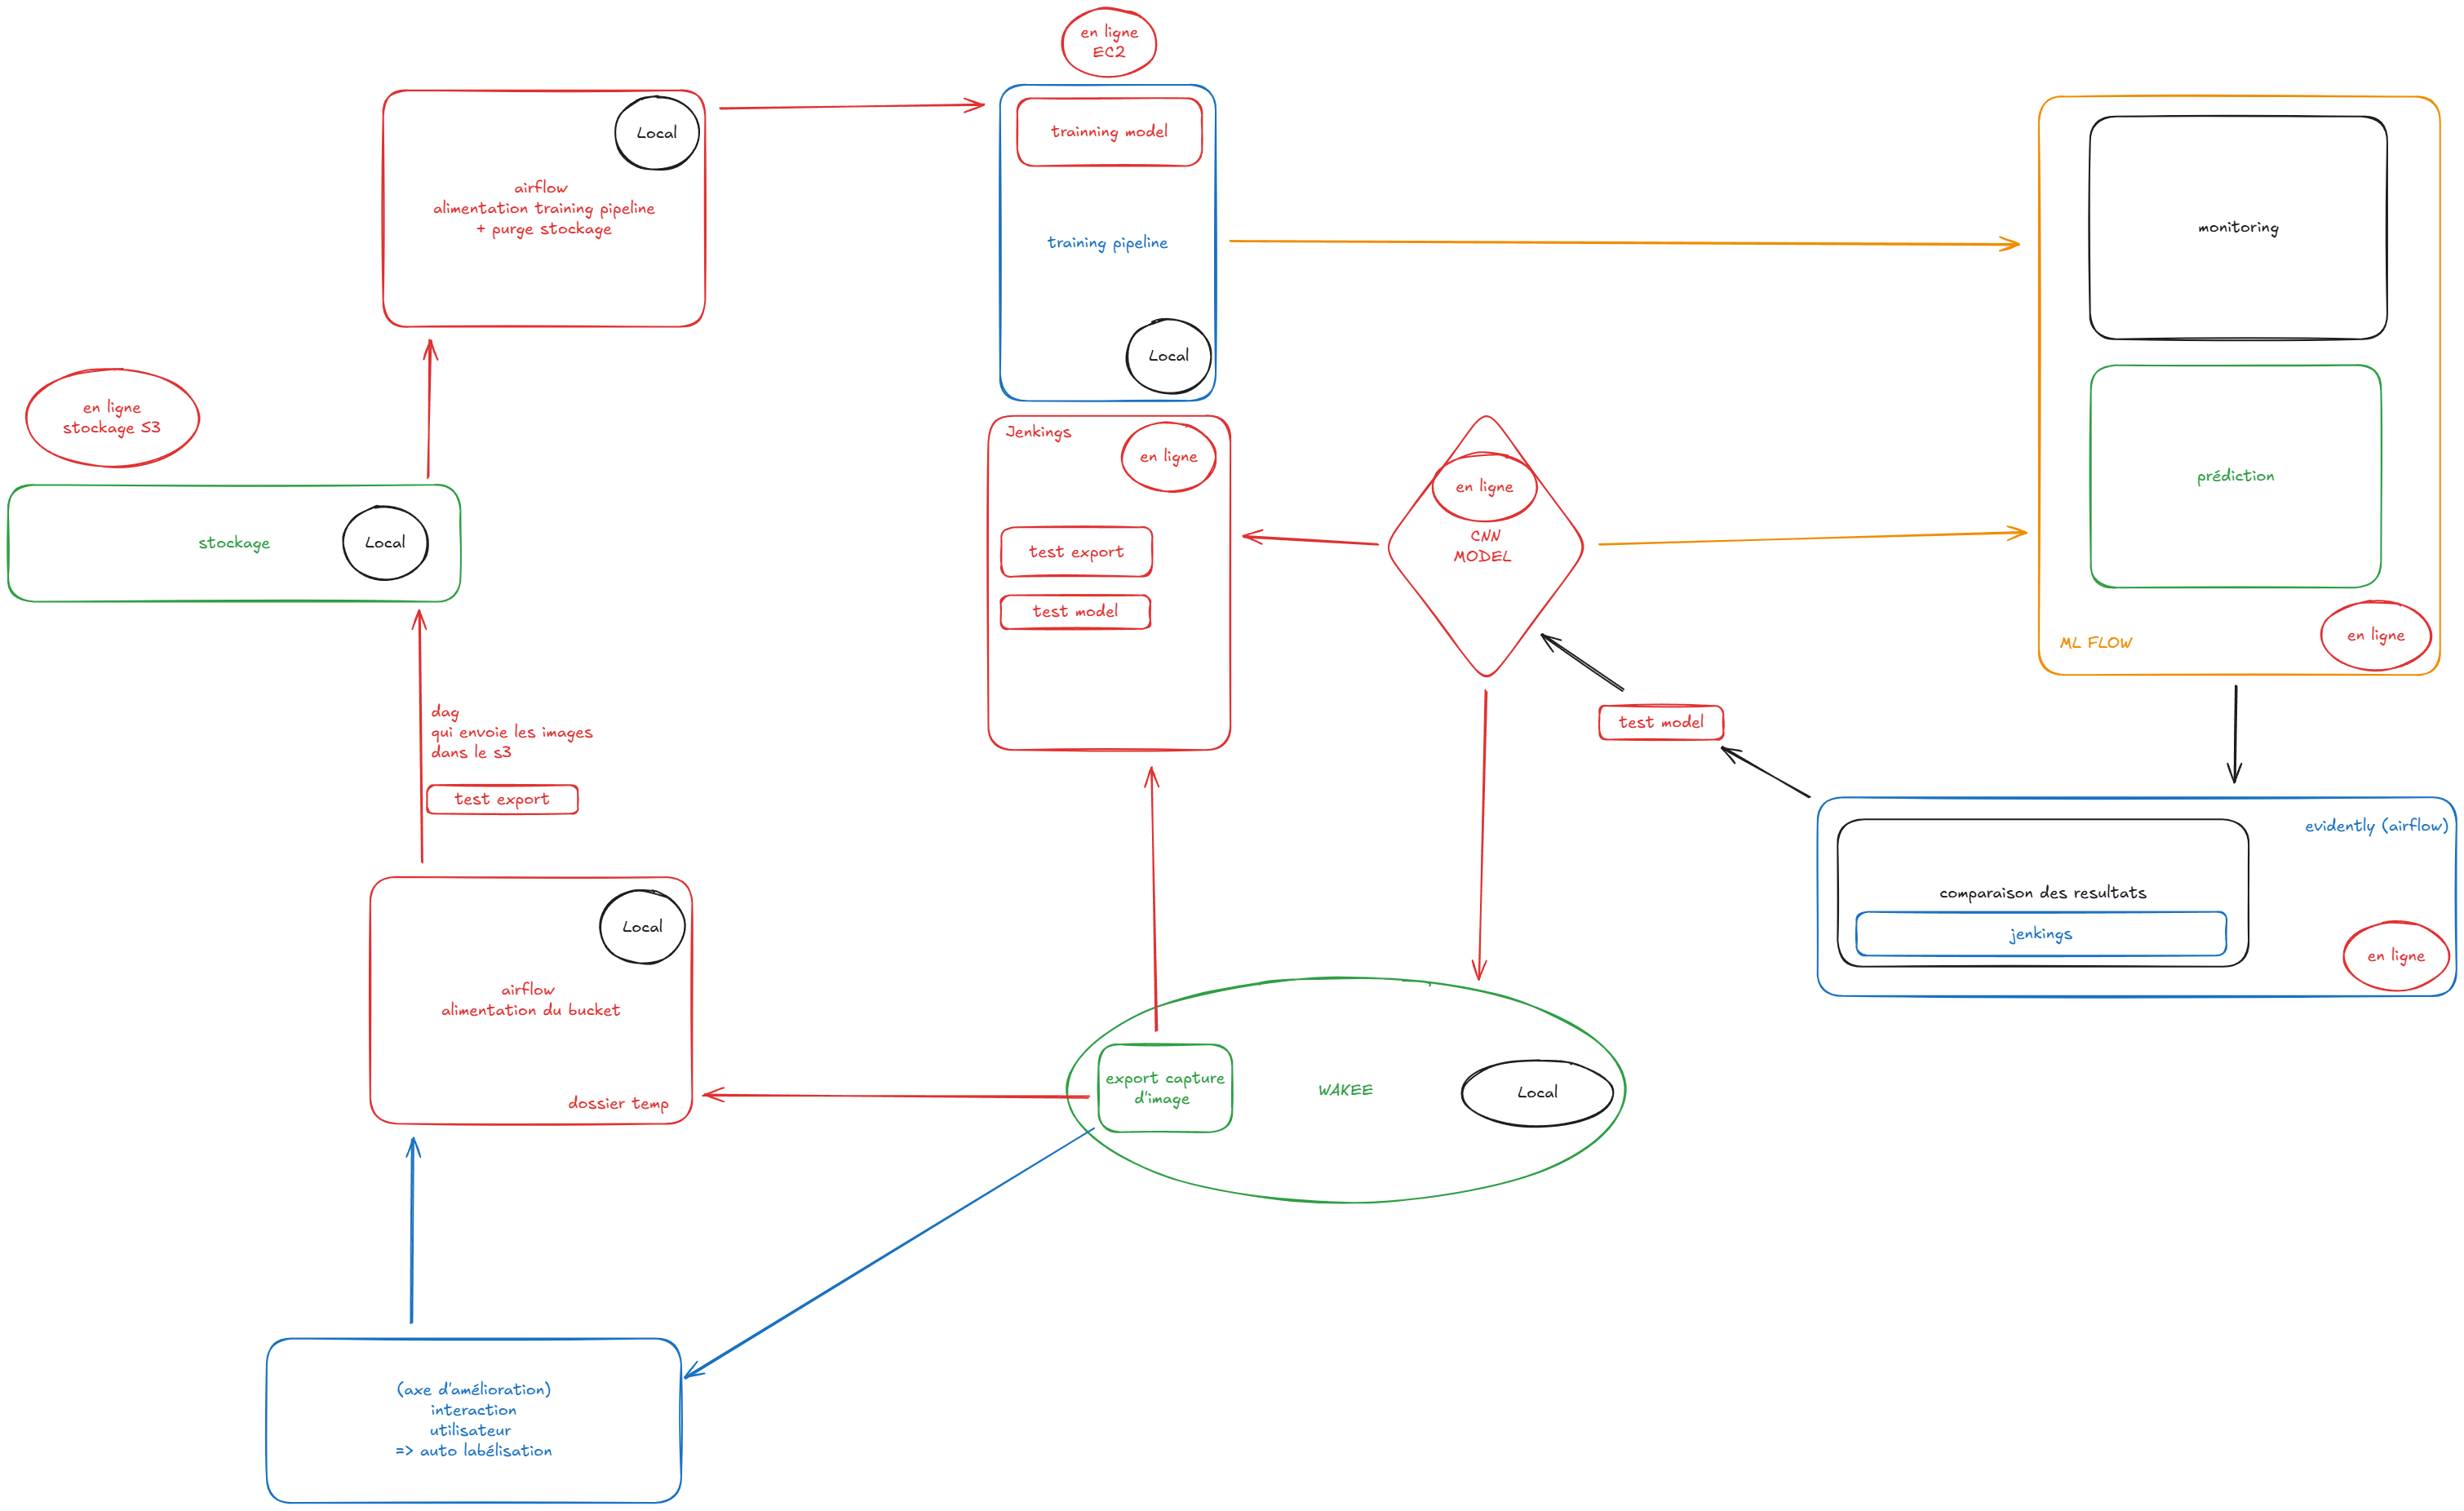 en ligne
EC2
Local
airflow
alimentation training pipeline
+ purge stockage
trainning model
training pipeline
Local
monitoring
prédiction
ML FLOW
en ligne
en ligne
stockage S3
stockage
Local
Jenkings
en ligne
test export
test model
en ligne
CNN
MODEL
dag
qui envoie les images
dans le s3
test export
test model
evidently (airflow)
comparaison des resultats
jenkings
en ligne
Local
airflow
alimentation du bucket
dossier temp
export capture
d'image
WAKEE
Local
(axe d'amélioration)
interaction
utilisateur
=> auto labélisation